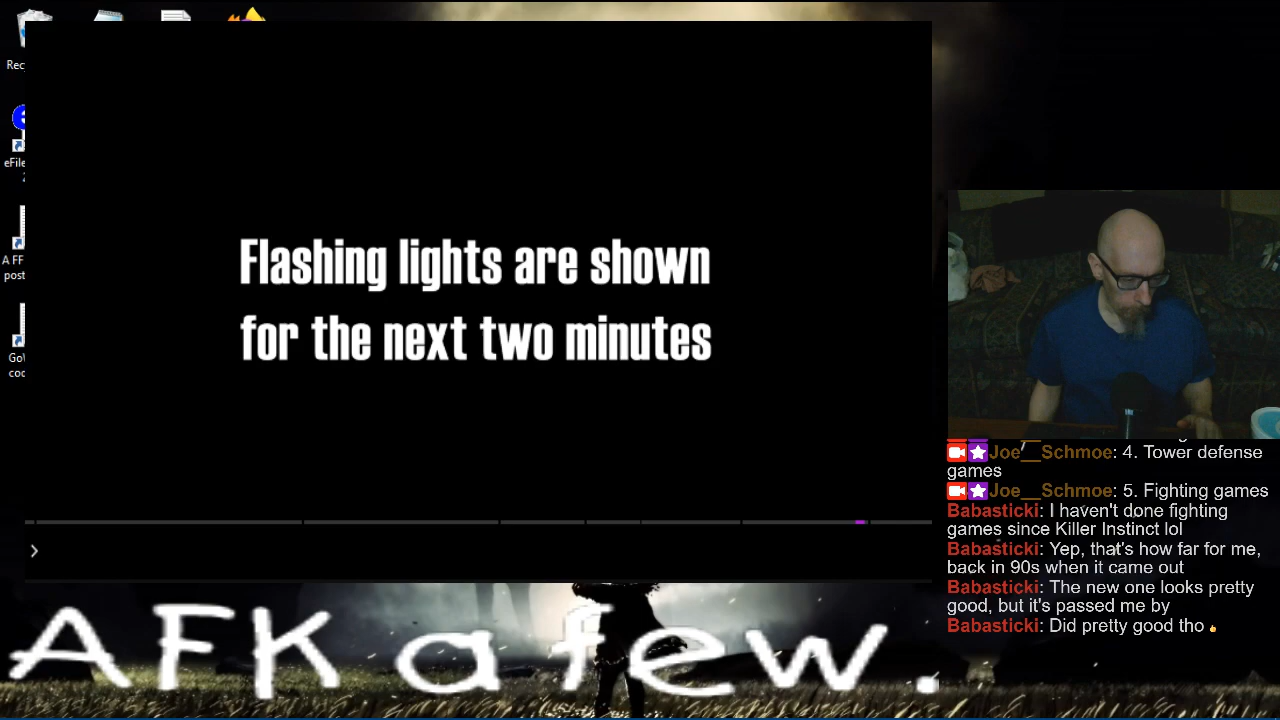 Rec
eFile
2
A FF
post
Go
coc
Flashing lights are shown
for the next two minutes
AFK a few.
Joe__Schmoe: 4. Tower defense
games
Joe__Schmoe: 5. Fighting games
Babasticki: I haven't done fighting
games since Killer Instinct lol
Babasticki: Yep, that's how far for me,
back in 90s when it came out
Babasticki: The new one looks pretty
good, but it's passed me by
Babasticki: Did pretty good tho